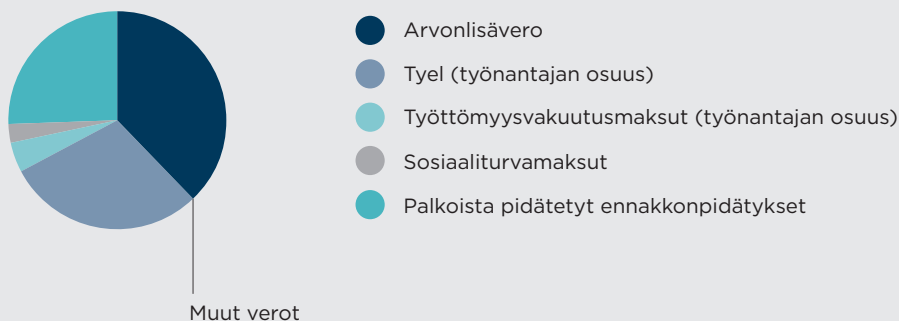 Arvonlisävero
Tyel (työnantajan osuus)
Työttömyysvakuutusmaksut (työnantajan osuus)
Sosiaaliturvamaksut
Palkoista pidätetyt ennakkonpidätykset
Muut verot